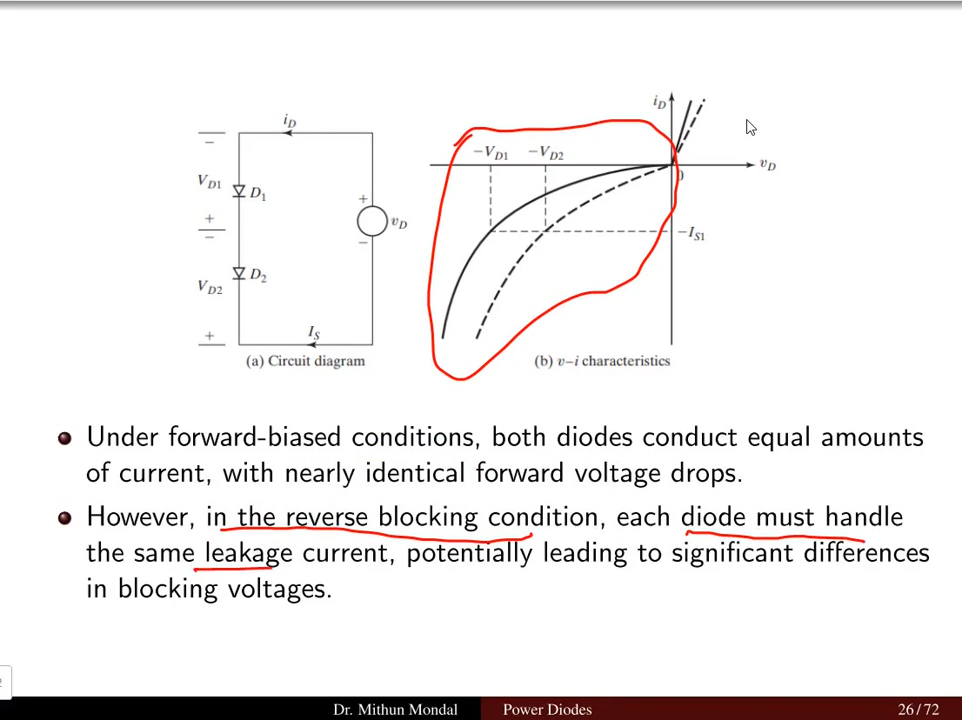 i_D
−
V_D1
D1
+
−
+
v_D
−
V_D2
D2
+
I_S
(a) Circuit diagram
i_D
−V_D1
−V_D2
v_D
0
−I_S1
(b) v–i characteristics
Under forward-biased conditions, both diodes conduct equal amounts
of current, with nearly identical forward voltage drops.
However, in the reverse blocking condition, each diode must handle
the same leakage current, potentially leading to significant differences
in blocking voltages.
Dr. Mithun Mondal
Power Diodes
26 / 72